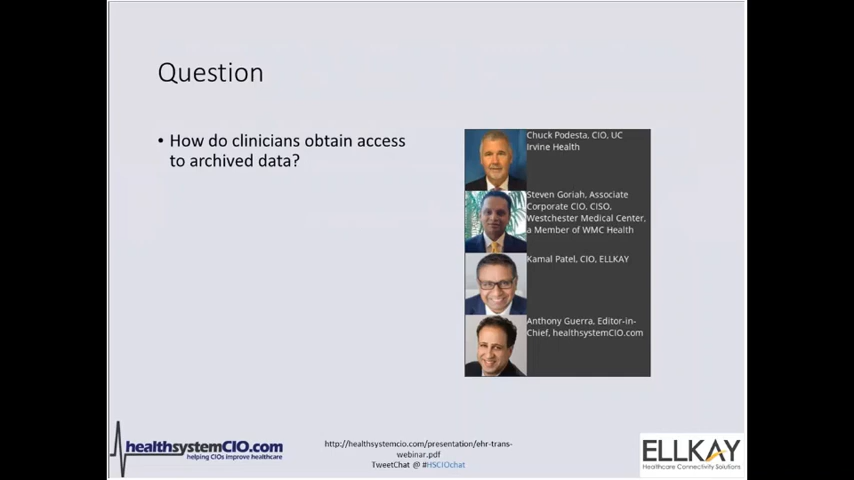 Question
• How do clinicians obtain access
to archived data?
Chuck Podesta, CIO, UC
Irvine Health
Steven Goriah, Associate
Corporate CIO, CISO,
Westchester Medical Center,
a Member of WMC Health
Kamal Patel, CIO, ELLKAY
Anthony Guerra, Editor-in-
Chief, healthsystemCIO.com
healthsystemCIO.com
helping CIOs improve healthcare
http://healthsystemcio.com/presentation/ehr-trans-
webinar.pdf
TweetChat @ #HSCIOchat
ELLKAY
Healthcare Connectivity Solutions